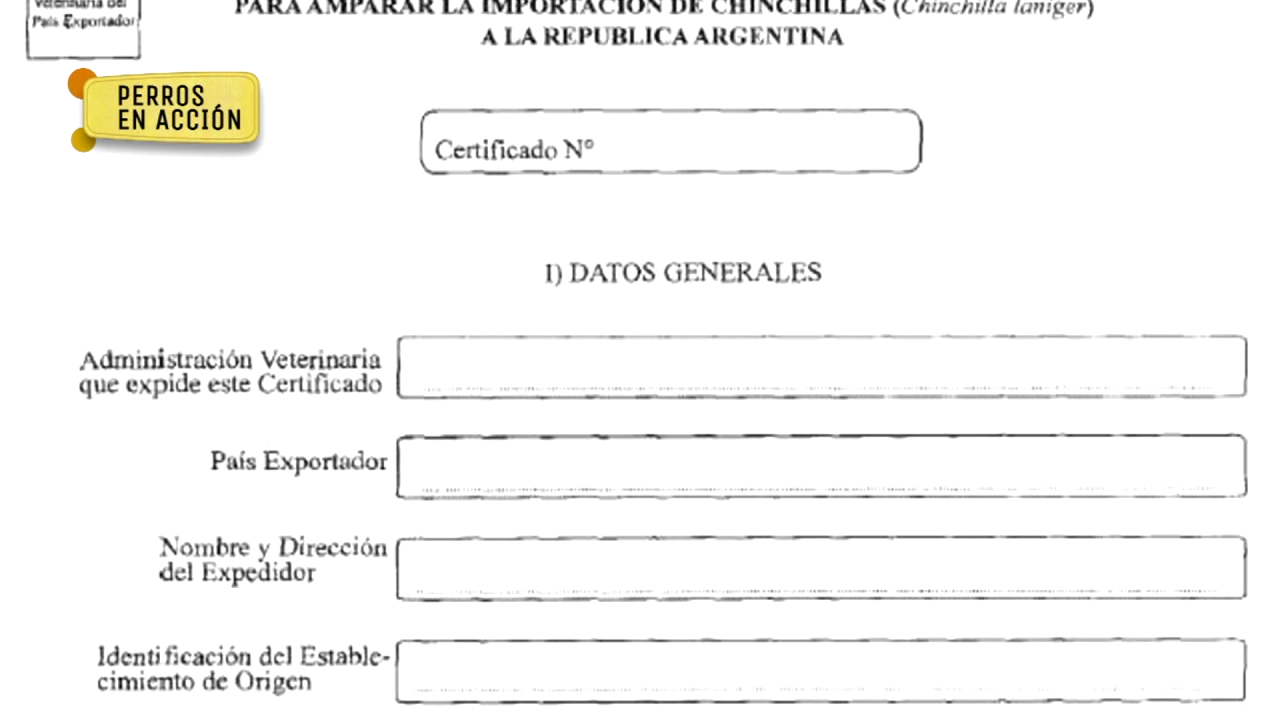 Veterinaria del
País Exportador
PARA AMPARAR LA IMPORTACION DE CHINCHILLAS (Chinchilla laniger)
A LA REPUBLICA ARGENTINA
PERROS
EN ACCIÓN
Certificado Nº
I) DATOS GENERALES
Administración Veterinaria
que expide este Certificado
País Exportador
Nombre y Dirección
del Expedidor
Identificación del Estable-
cimiento de Origen